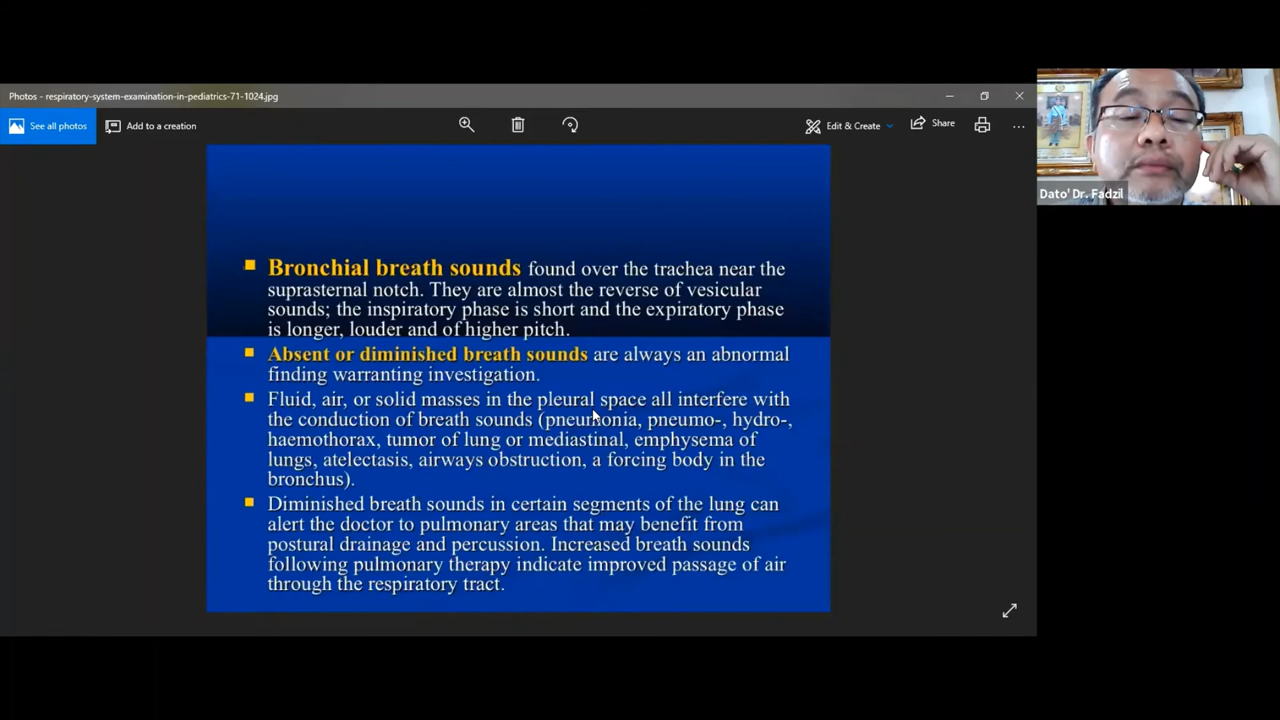 Photos - respiratory-system-examination-in-pediatrics-71-1024.jpg
See all photos
Add to a creation
Edit & Create
Share
Dato' Dr. Fadzil
Bronchial breath sounds found over the trachea near the
suprasternal notch. They are almost the reverse of vesicular
sounds; the inspiratory phase is short and the expiratory phase
is longer, louder and of higher pitch.
Absent or diminished breath sounds are always an abnormal
finding warranting investigation.
Fluid, air, or solid masses in the pleural space all interfere with
the conduction of breath sounds (pneumonia, pneumo-, hydro-,
haemothorax, tumor of lung or mediastinal, emphysema of
lungs, atelectasis, airways obstruction, a forcing body in the
bronchus).
Diminished breath sounds in certain segments of the lung can
alert the doctor to pulmonary areas that may benefit from
postural drainage and percussion. Increased breath sounds
following pulmonary therapy indicate improved passage of air
through the respiratory tract.